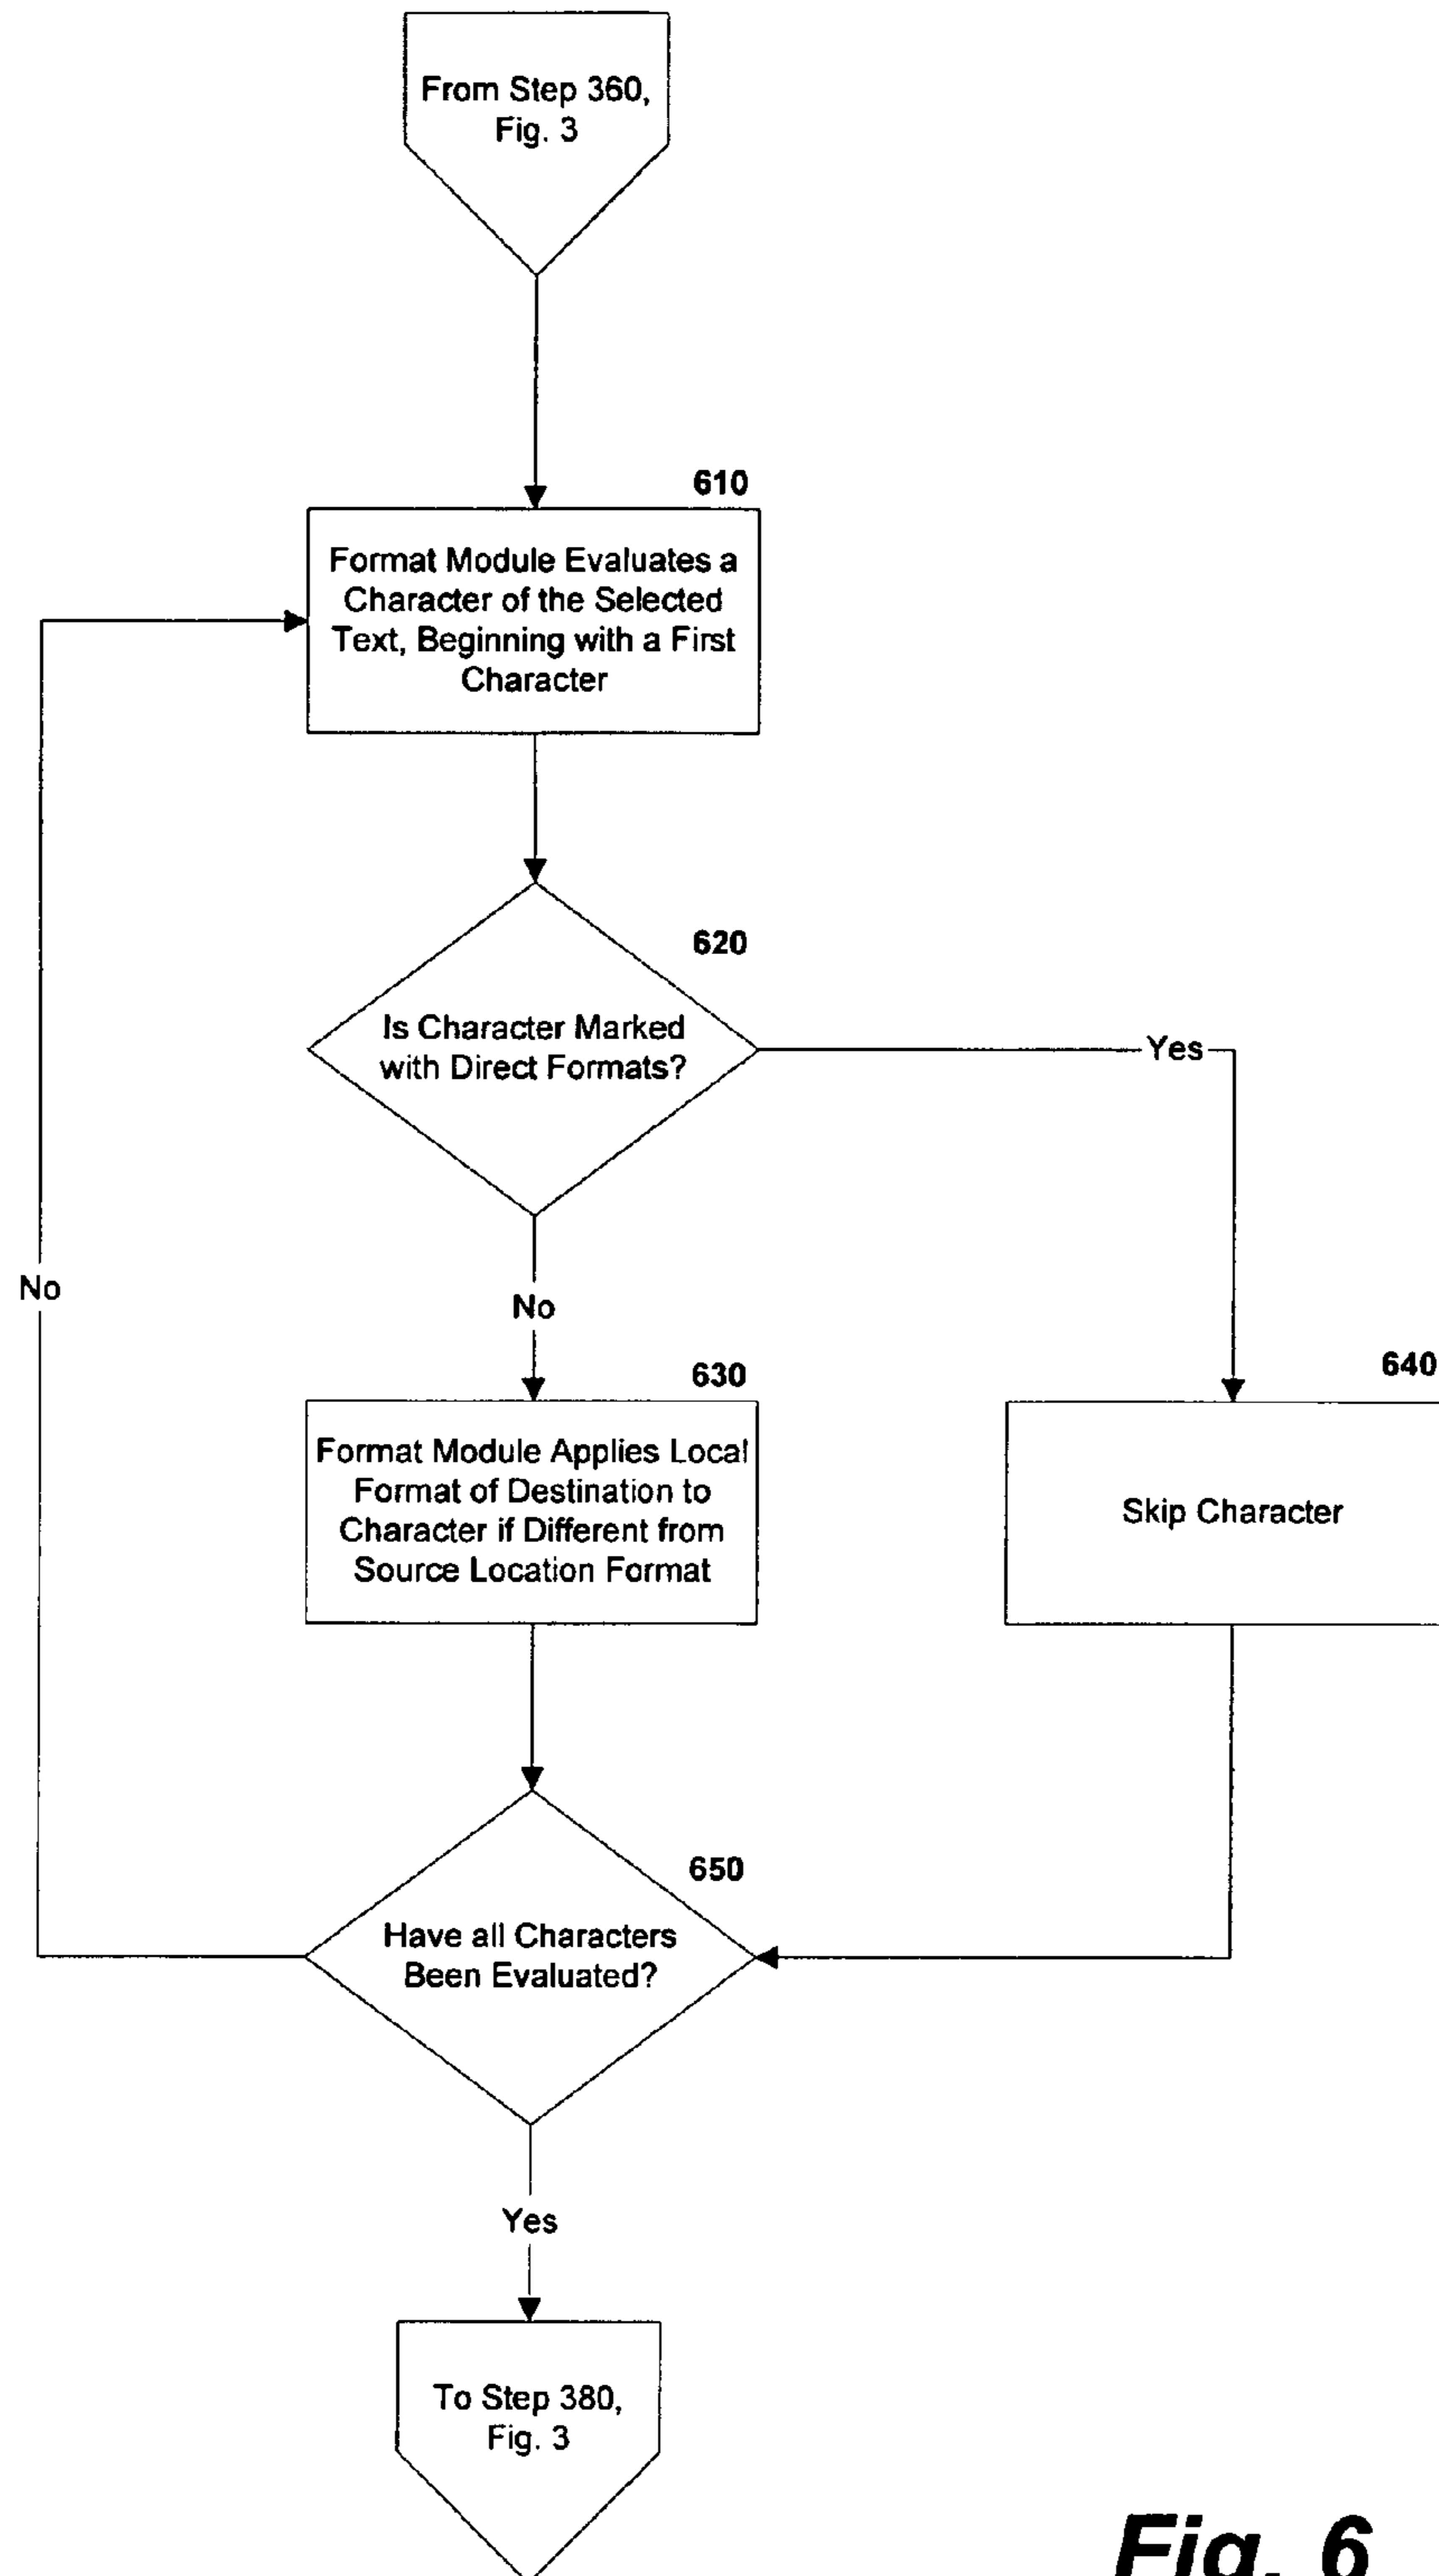 From Step 360,
Fig. 3
610
Format Module Evaluates a
Character of the Selected
Text, Beginning with a First
Character
620
Is Character Marked
with Direct Formats?
Yes
No
No
630
Format Module Applies Local
Format of Destination to
Character if Different from
Source Location Format
640
Skip Character
650
Have all Characters
Been Evaluated?
Yes
To Step 380,
Fig. 3
Fig. 6